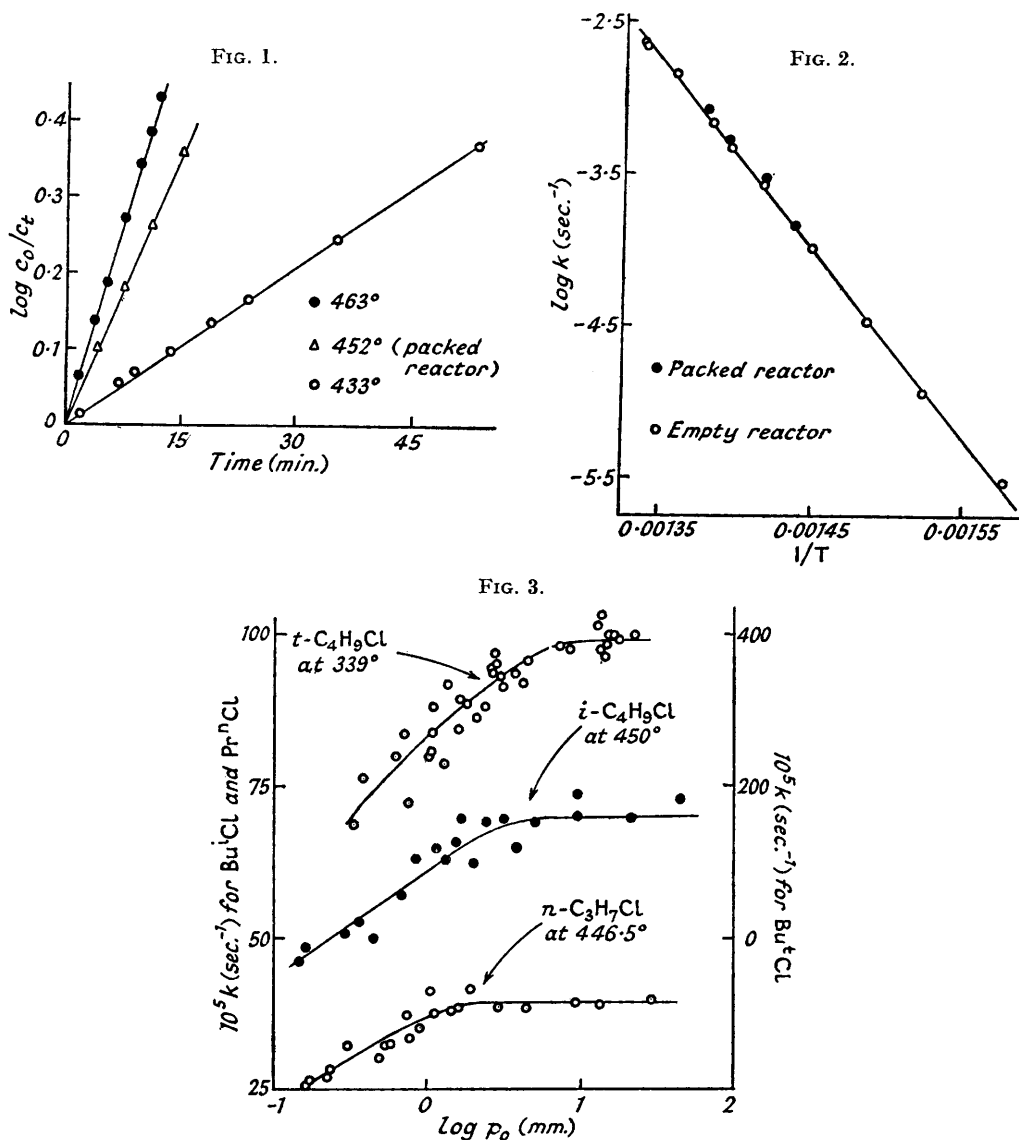 FIG. 1.
0·4
0·3
0·2
0·1
0
log c₀/cₜ
463°
452° (packed reactor)
433°
0
15
30
45
Time (min.)
FIG. 2.
-2·5
-3·5
-4·5
-5·5
log k (sec.⁻¹)
Packed reactor
Empty reactor
0·00135
0·00145
0·00155
1/T
FIG. 3.
100
75
50
25
10⁵k (sec.⁻¹) for BuⁱCl and PrⁿCl
t-C₄H₉Cl
at 339°
i-C₄H₉Cl
at 450°
n-C₃H₇Cl
at 446·5°
400
200
0
10⁵k (sec.⁻¹) for BuᵗCl
-1
0
1
2
log p₀ (mm.)